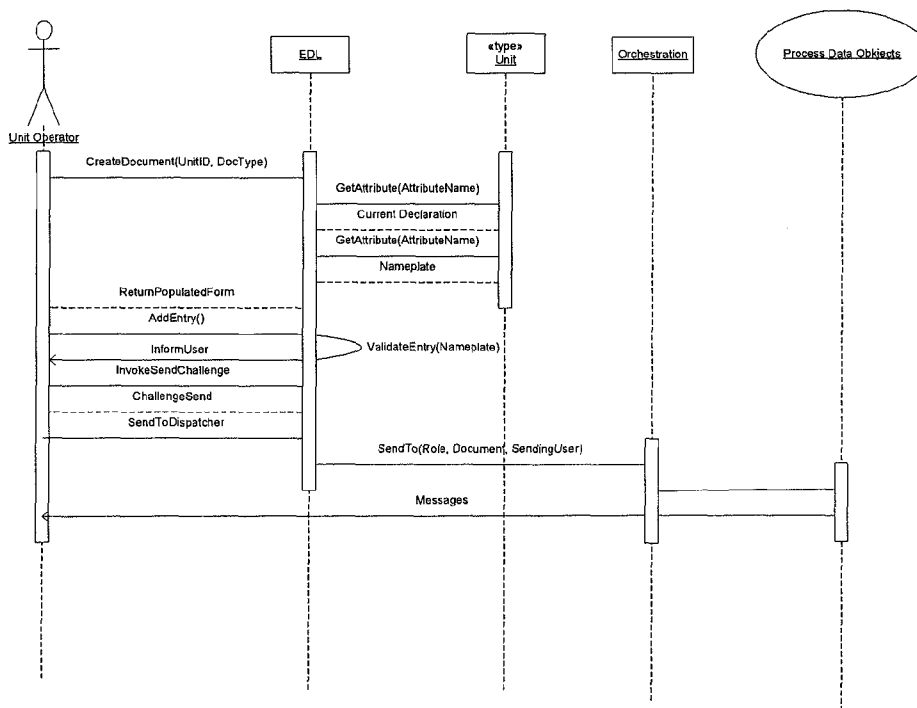 «type»
EDL
Unit
Orchestration
Process Data Obkjects
Unit Operator
CreateDocument(UnitID, DocType)
GetAttribute(AttributeName)
Current Declaration
GetAttribute(AttributeName)
Nameplate
ReturnPopulatedForm
AddEntry()
InformUser
ValidateEntry(Nameplate)
InvokeSendChallenge
ChallengeSend
SendToDispatcher
SendTo(Role, Document, SendingUser)
Messages